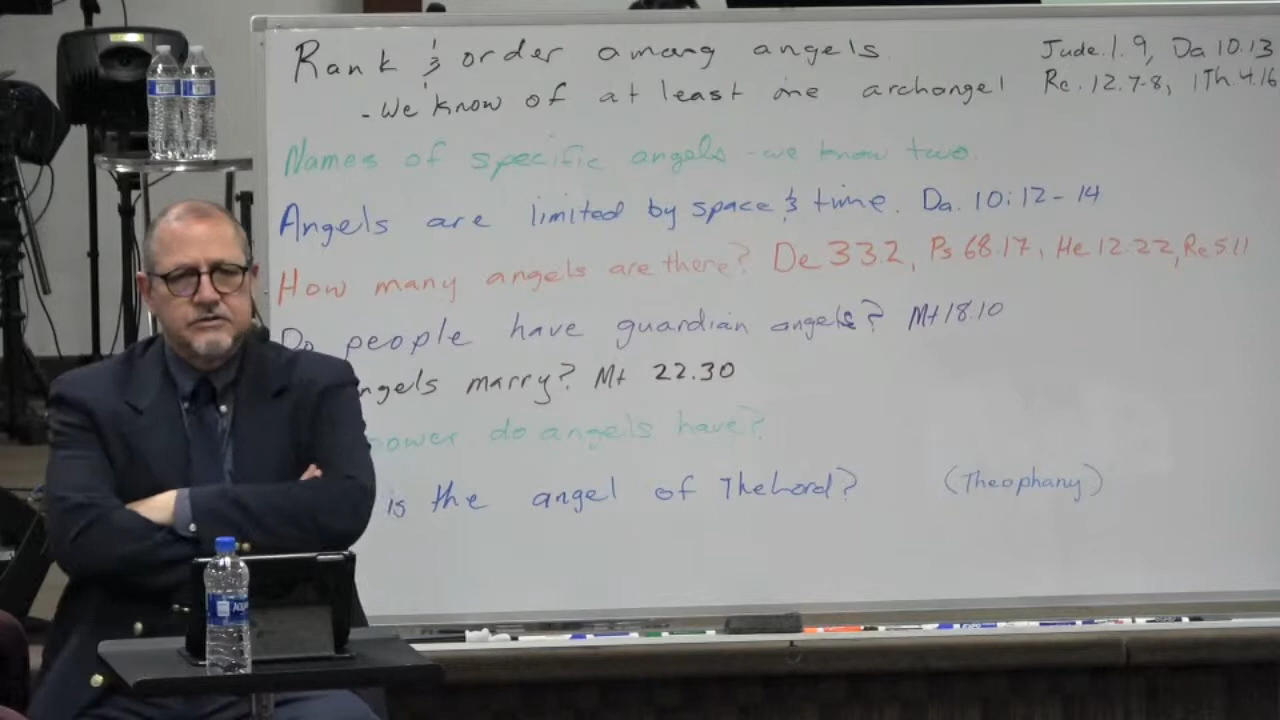 Rank & order among angels Jude.1.9, Da 10.13
- We know of at least one archangel Re. 12.7-8, 1Th.4.16
Names of specific angels - we know two.
Angels are limited by space & time. Da. 10:12-14
How many angels are there? De 33.2, Ps 68.17, He 12.22, Re 5.11
Do people have guardian angels? Mt 18.10
ngels marry? Mt 22.30
power do angels have?
is the angel of The Lord? (Theophany)